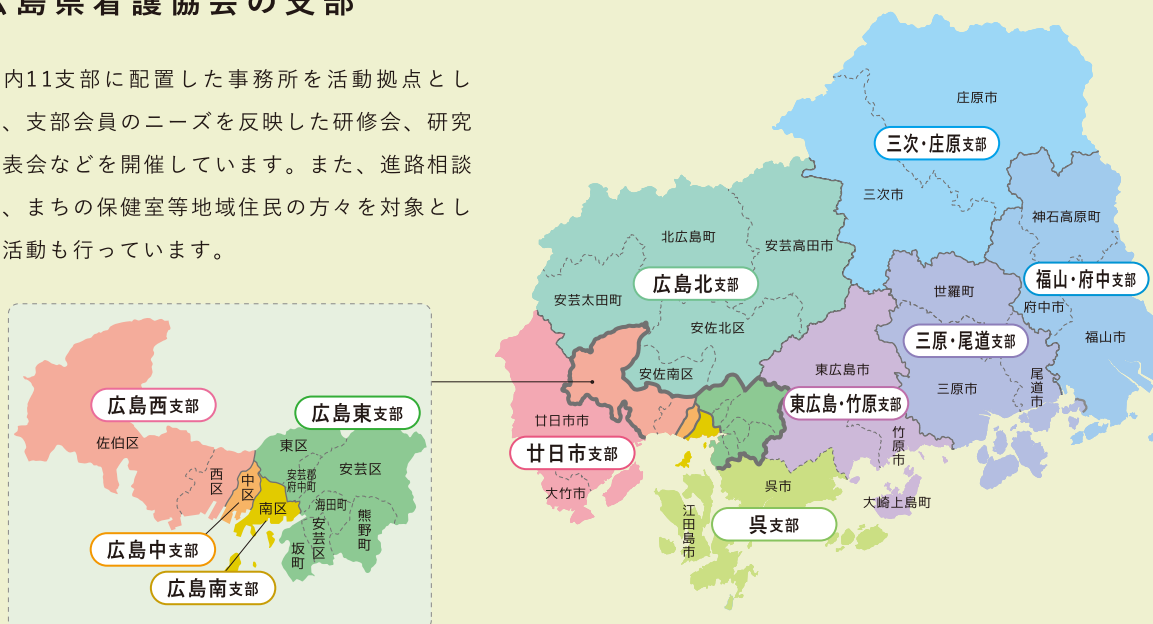 広島県看護協会の支部
内11支部に配置した事務所を活動拠点とし
、支部会員のニーズを反映した研修会、研究
表会などを開催しています。また、進路相談
、まちの保健室等地域住民の方々を対象とし
活動も行っています。
庄原市
三次・庄原支部
三次市
神石高原町
北広島町
安芸高田市
広島北支部
福山・府中支部
世羅町
安芸太田町
府中市
安佐北区
三原・尾道支部
福山市
安佐南区
東広島市
尾道市
三原市
東広島・竹原支部
廿日市市
竹原市
廿日市支部
大竹市
呉市
大崎上島町
江田島市
呉支部
広島西支部
広島東支部
佐伯区
東区
安芸区
西区
中区
安芸郡
府中町
南区
海田町
安芸区
熊野町
坂町
広島中支部
広島南支部